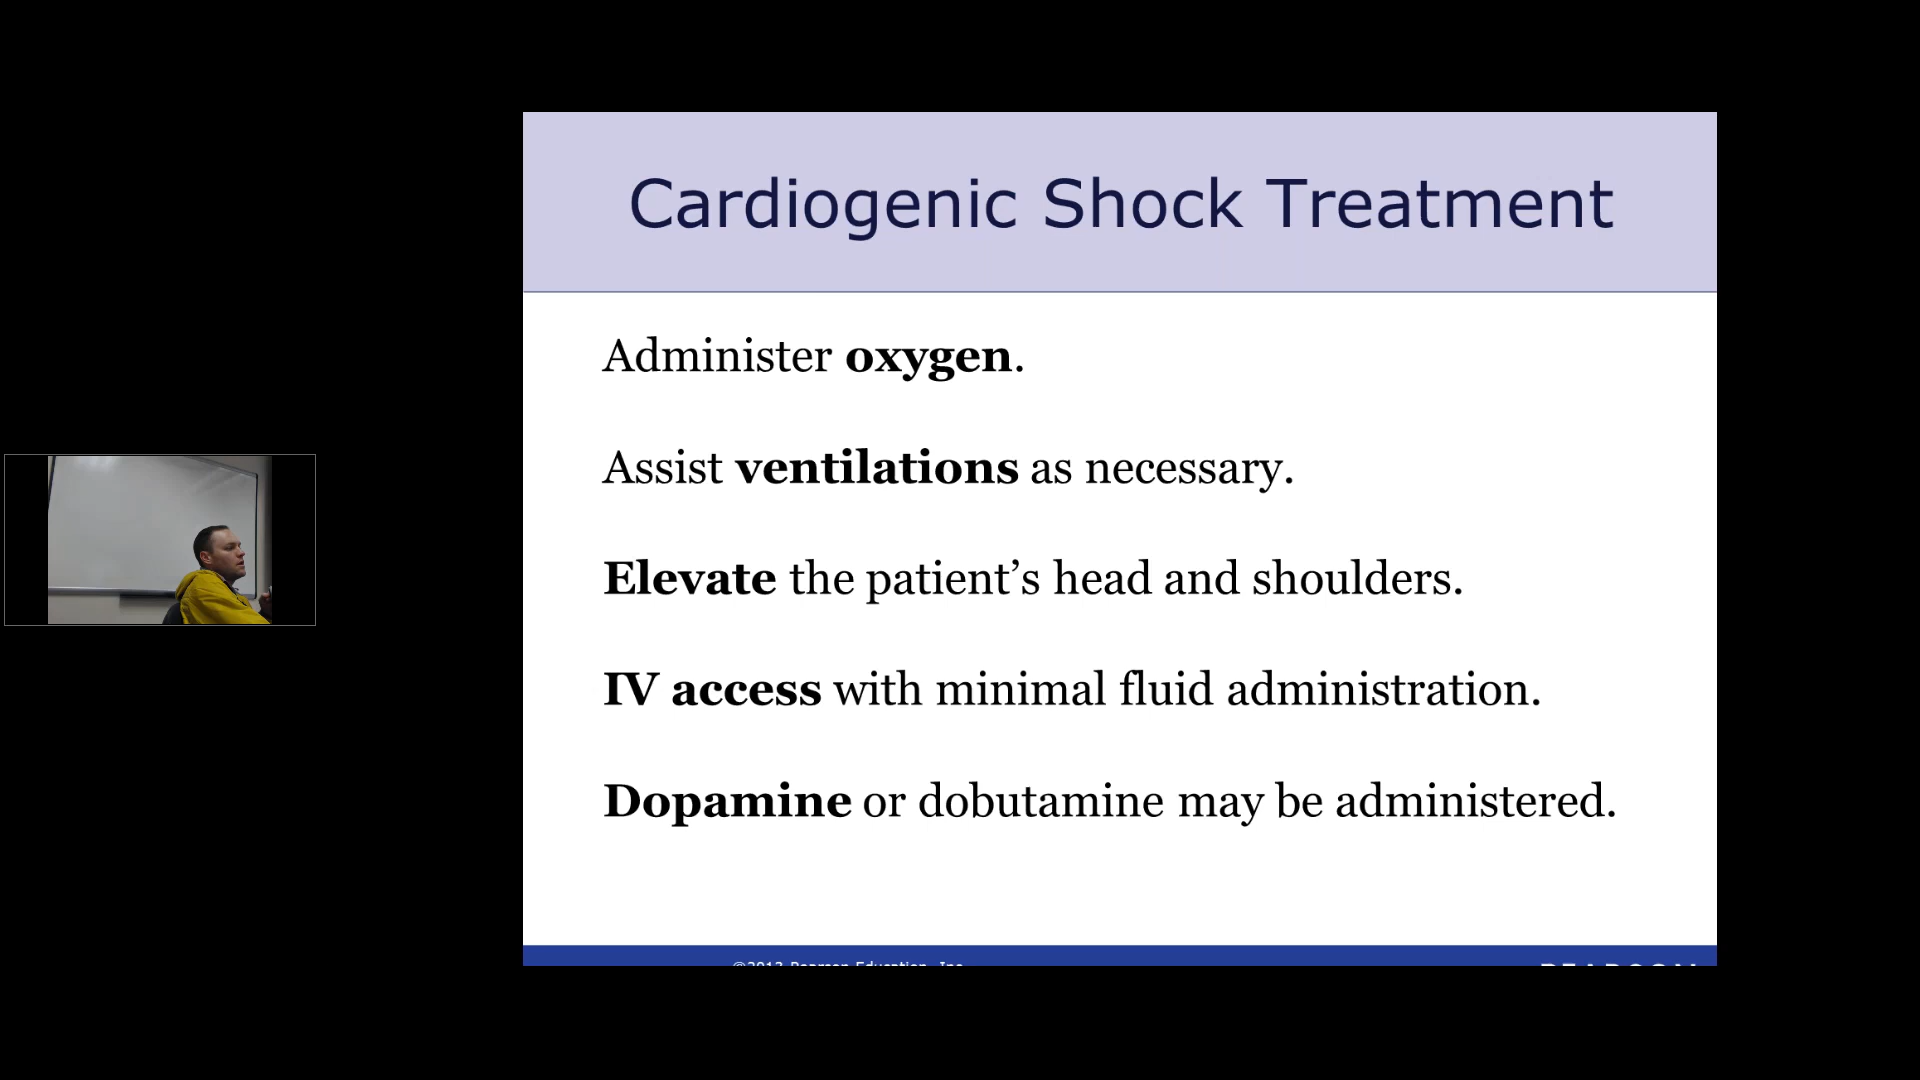 Cardiogenic Shock Treatment
Administer oxygen.
Assist ventilations as necessary.
Elevate the patient’s head and shoulders.
IV access with minimal fluid administration.
Dopamine or dobutamine may be administered.
©2013 Pearson Education, Inc.
PEARSON